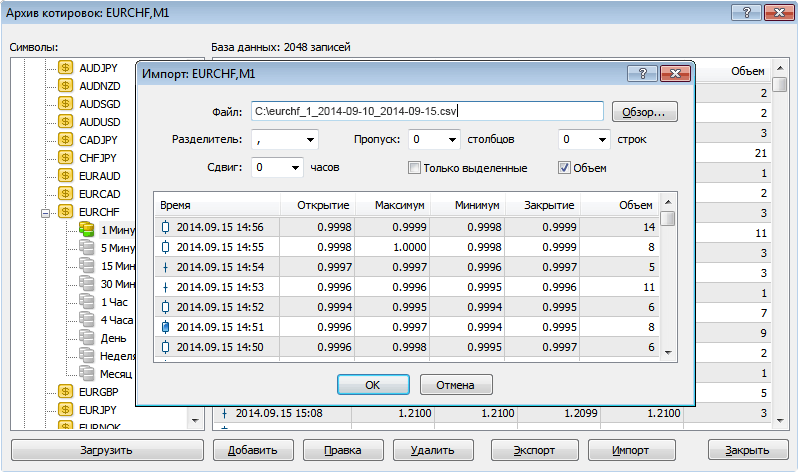 Архив котировок: EURCHF,M1
Символы:
База данных: 2048 записей
AUDJPY
AUDNZD
AUDSGD
AUDUSD
CADJPY
CHFJPY
EURAUD
EURCAD
EURCHF
1 Мину
5 Мину
15 Мин
30 Мин
1 Час
4 Часа
День
Неделя
Месяц
EURGBP
EURJPY
EURNOK
Импорт: EURCHF,M1
Файл: C:\eurchf_1_2014-09-10_2014-09-15.csv Обзор...
Разделитель: , Пропуск: 0 столбцов 0 строк
Сдвиг: 0 часов Только выделенные Объем
Время Открытие Максимум Минимум Закрытие Объем
2014.09.15 14:56 0.9998 0.9999 0.9998 0.9999 14
2014.09.15 14:55 0.9998 1.0000 0.9998 0.9999 8
2014.09.15 14:54 0.9997 0.9997 0.9996 0.9997 5
2014.09.15 14:53 0.9996 0.9996 0.9995 0.9996 11
2014.09.15 14:52 0.9994 0.9995 0.9994 0.9995 6
2014.09.15 14:51 0.9996 0.9997 0.9994 0.9995 8
2014.09.15 14:50 0.9996 0.9998 0.9995 0.9997 6
OK Отмена
Объем
2
2
3
21
1
2
3
11
3
3
1
7
9
2
1
5
2014.09.15 15:08 1.2100 1.2100 1.2099 1.2100 3
Загрузить Добавить Правка Удалить Экспорт Импорт Закрыть